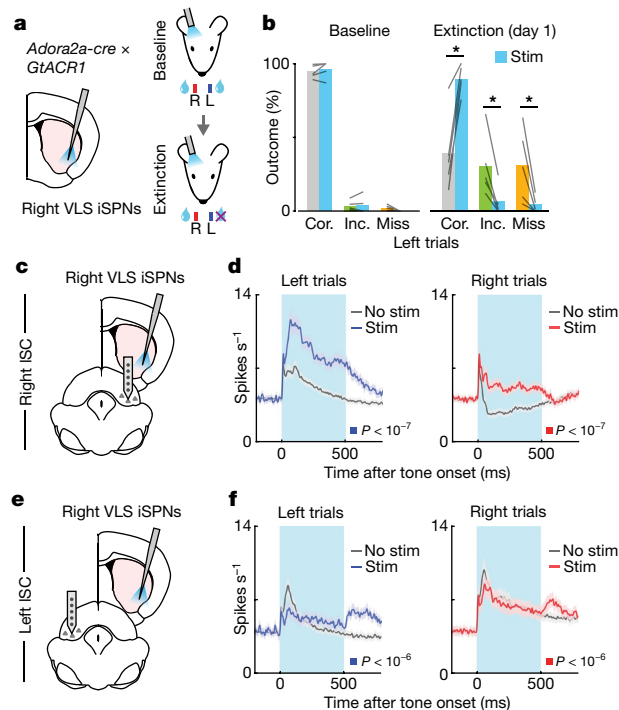 a
Adora2a-cre ×
GtACR1
Right VLS iSPNs
Baseline
R L
Extinction
R L
b
Baseline
Extinction (day 1)
Stim
* * *
Outcome (%)
100
0
Cor. Inc. Miss Cor. Inc. Miss
Left trials
c
Right VLS iSPNs
Right lSC
d
Left trials
Right trials
Spikes s−1
14
0
No stim
Stim
P < 10−7
0 500
14
0
No stim
Stim
P < 10−7
0 500
Time after tone onset (ms)
e
Right VLS iSPNs
Left lSC
f
Left trials
Right trials
Spikes s−1
14
0
No stim
Stim
P < 10−6
0 500
14
0
No stim
Stim
P < 10−6
0 500
Time after tone onset (ms)